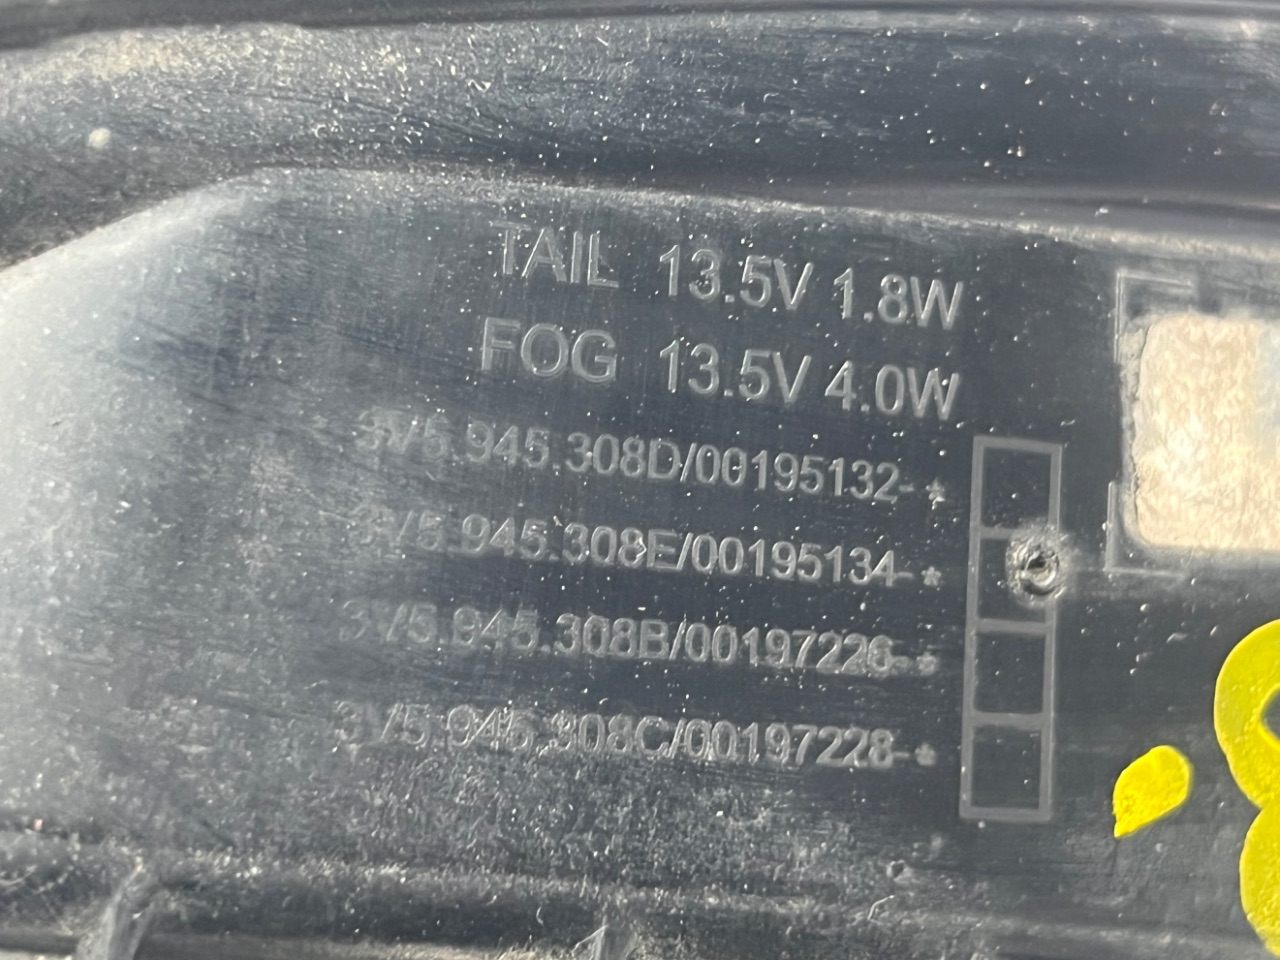 TAIL 13.5V 1.8W
FOG 13.5V 4.0W
3V5.945.308D/00195132-*
3V5.945.308E/00195134-*
3V5.945.308B/00197226-*
3V5.945.308C/00197228-*